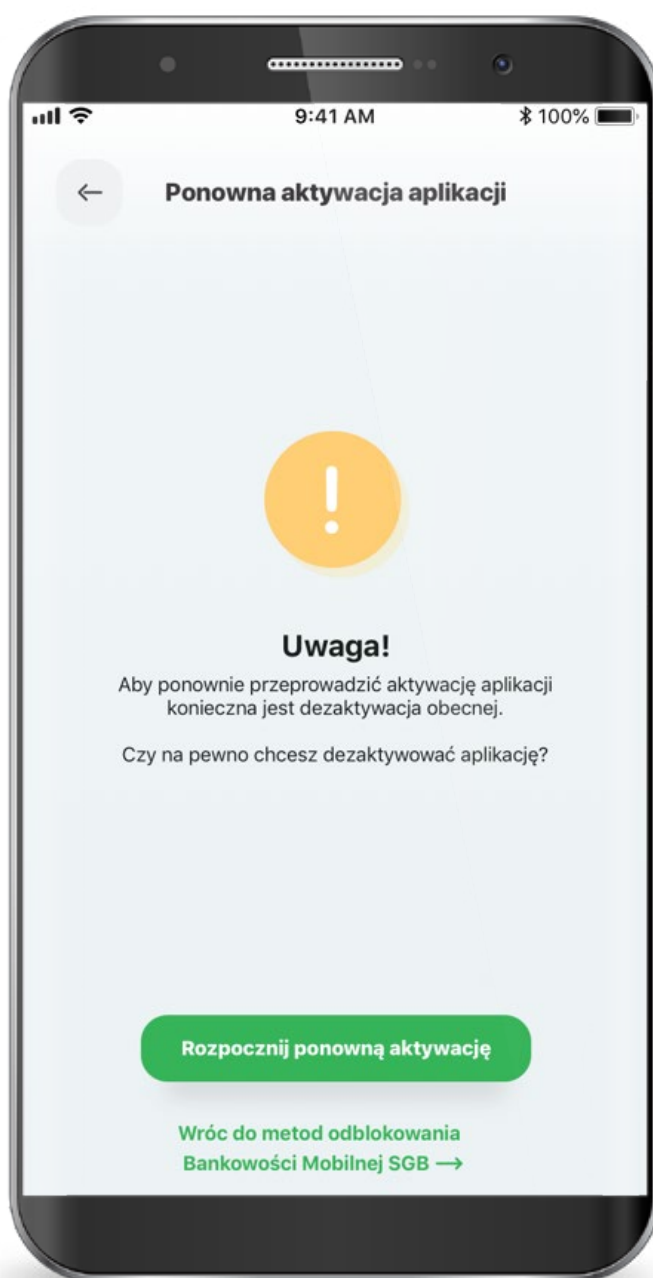 9:41 AM
100%
Ponowna aktywacja aplikacji
Uwaga!
Aby ponownie przeprowadzić aktywację aplikacji
konieczna jest dezaktywacja obecnej.
Czy na pewno chcesz dezaktywować aplikację?
Rozpocznij ponowną aktywację
Wróc do metod odblokowania
Bankowości Mobilnej SGB →